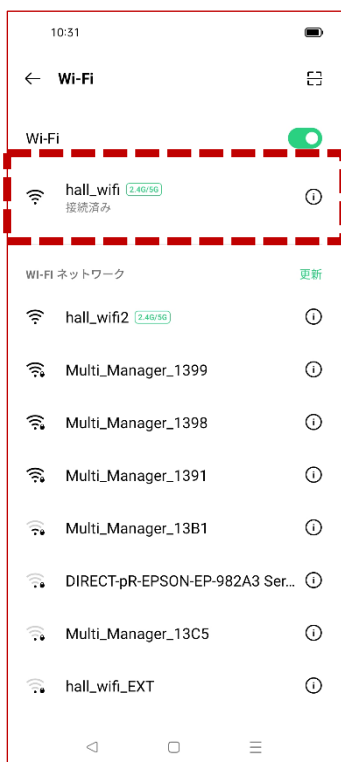 10:31
Wi-Fi
Wi-Fi
hall_wifi 2.4G/5G
接続済み
WI-FI ネットワーク 更新
hall_wifi2 2.4G/5G
Multi_Manager_1399
Multi_Manager_1398
Multi_Manager_1391
Multi_Manager_13B1
DIRECT-pR-EPSON-EP-982A3 Ser...
Multi_Manager_13C5
hall_wifi_EXT